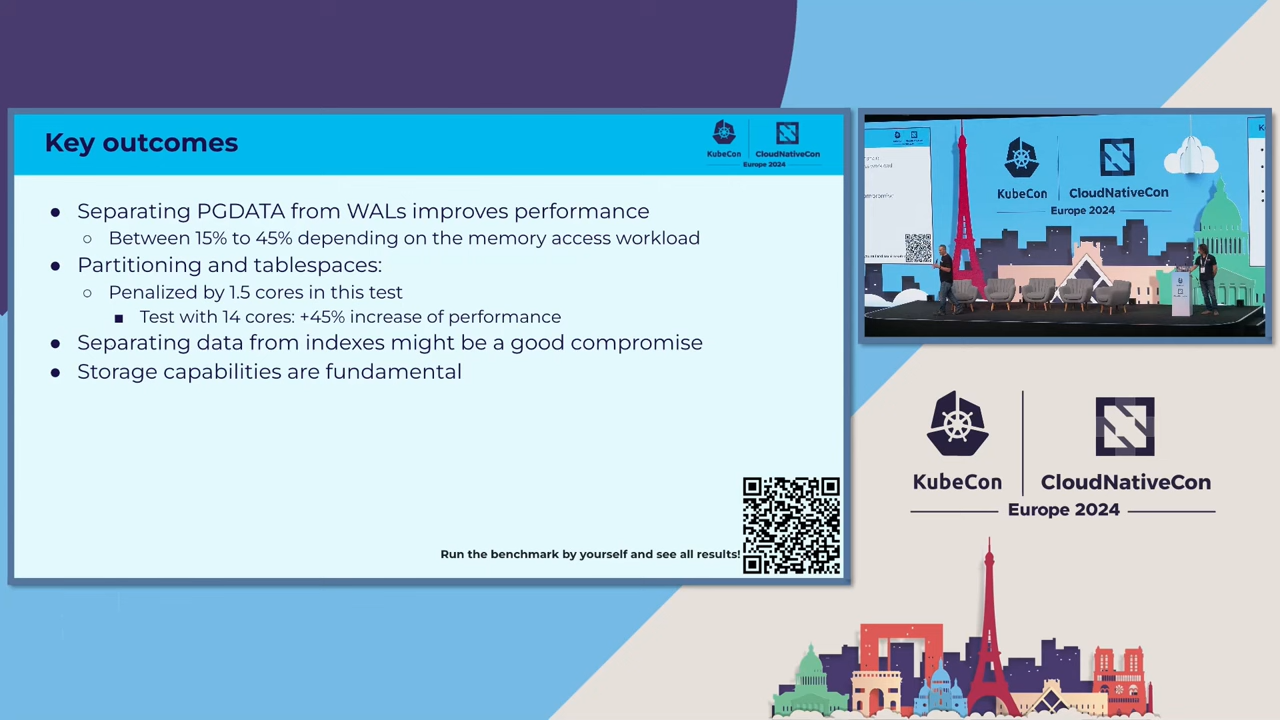 Key outcomes
KubeCon
CloudNativeCon
Europe 2024
● Separating PGDATA from WALs improves performance
○ Between 15% to 45% depending on the memory access workload
● Partitioning and tablespaces:
○ Penalized by 1.5 cores in this test
■ Test with 14 cores: +45% increase of performance
● Separating data from indexes might be a good compromise
● Storage capabilities are fundamental
Run the benchmark by yourself and see all results!
KubeCon
CloudNativeCon
Europe 2024
KubeCon
CloudNativeCon
Europe 2024